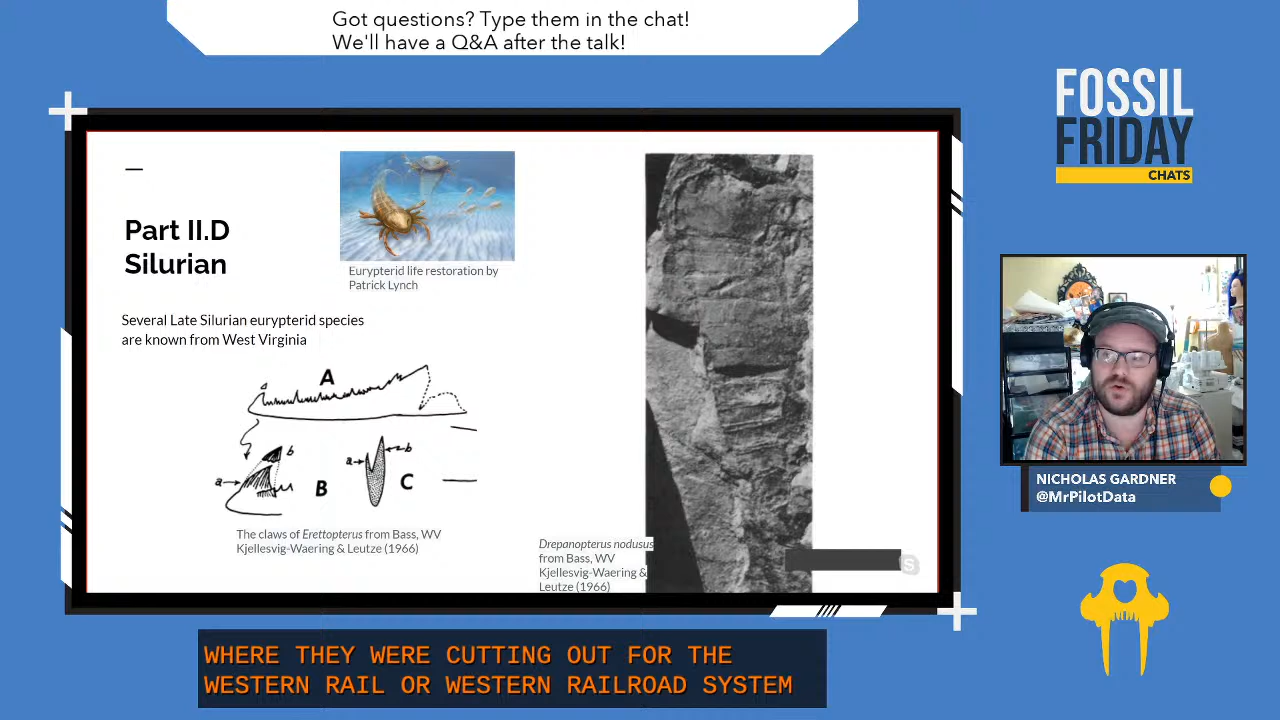 Got questions? Type them in the chat!
We'll have a Q&A after the talk!
FOSSIL
FRIDAY
CHATS
Part II.D
Silurian
Eurypterid life restoration by
Patrick Lynch
Several Late Silurian eurypterid species
are known from West Virginia
A
a
b
a
B
a
b
C
The claws of Erettopterus from Bass, WV
Kjellesvig-Waering & Leutze (1966)
Drepanopterus nodusus
from Bass, WV
Kjellesvig-Waering &
Leutze (1966)
S
NICHOLAS GARDNER
@MrPilotData
WHERE THEY WERE CUTTING OUT FOR THE
WESTERN RAIL OR WESTERN RAILROAD SYSTEM